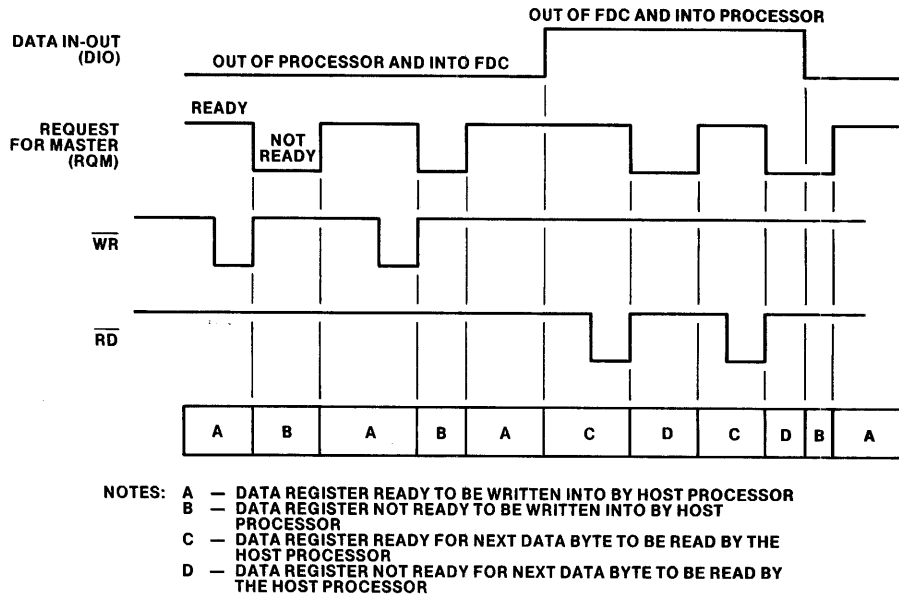 OUT OF FDC AND INTO PROCESSOR
DATA IN-OUT
(DIO)
OUT OF PROCESSOR AND INTO FDC
READY
REQUEST
FOR MASTER
(RQM)
NOT
READY
WR
RD
A B A B A C D C D B A
NOTES: A — DATA REGISTER READY TO BE WRITTEN INTO BY HOST PROCESSOR
B — DATA REGISTER NOT READY TO BE WRITTEN INTO BY HOST
PROCESSOR
C — DATA REGISTER READY FOR NEXT DATA BYTE TO BE READ BY THE
HOST PROCESSOR
D — DATA REGISTER NOT READY FOR NEXT DATA BYTE TO BE READ BY
THE HOST PROCESSOR